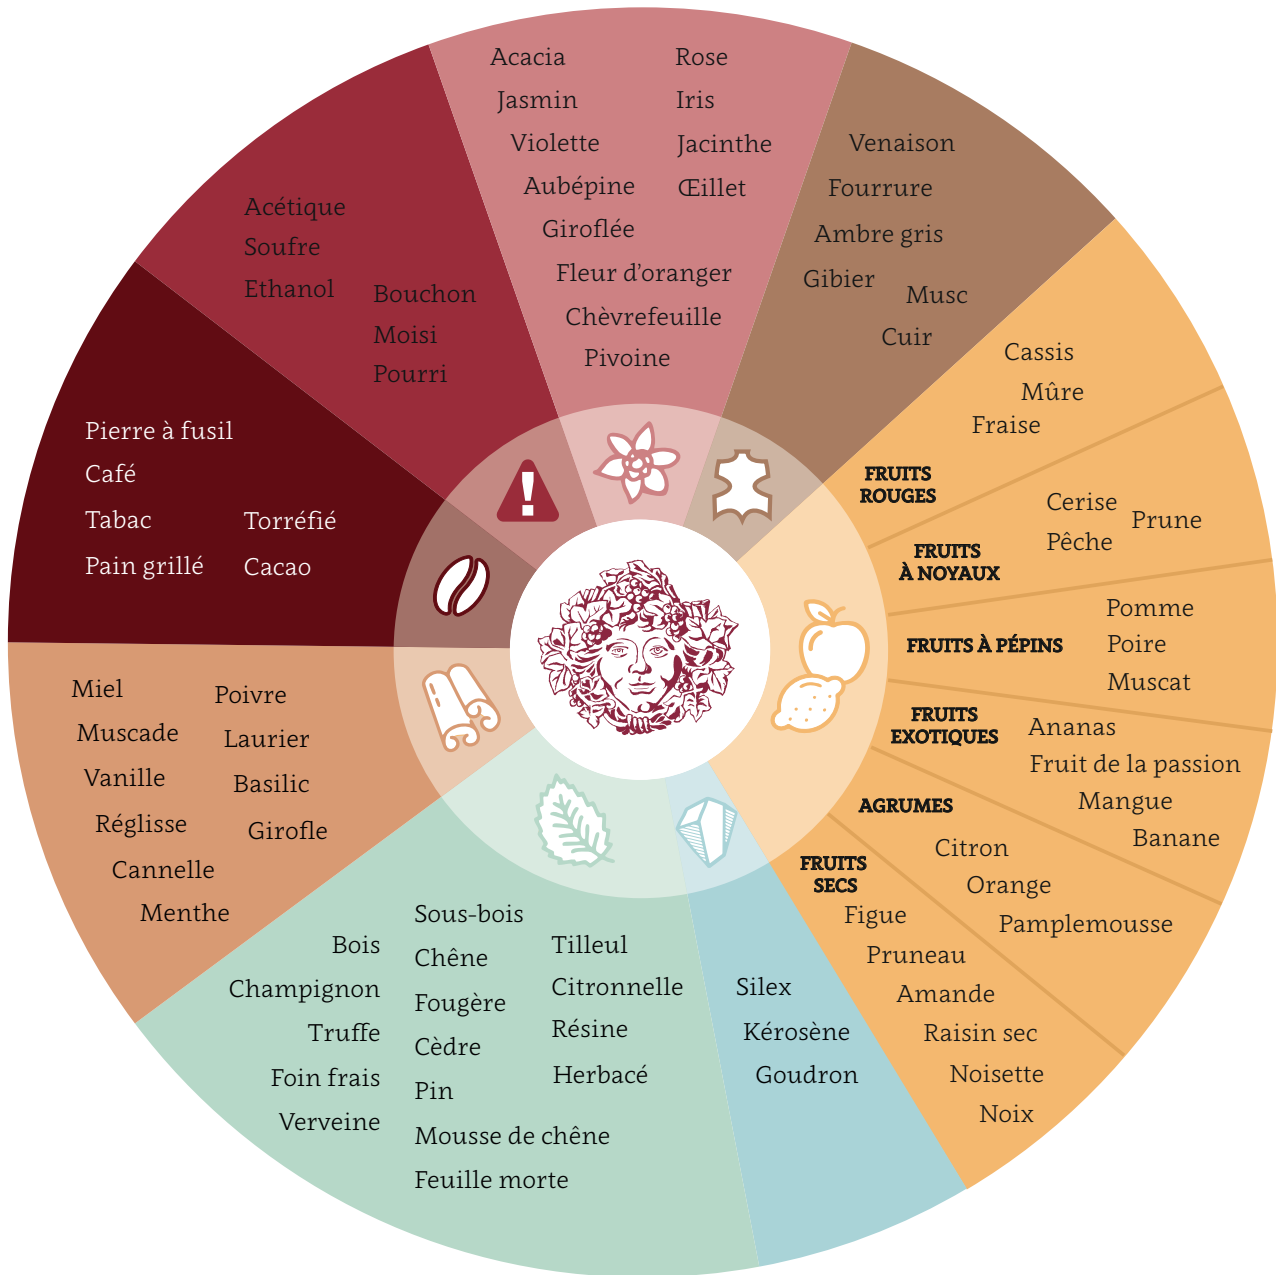 Acacia
Jasmin
Violette
Aubépine
Giroflée
Fleur d’oranger
Chèvrefeuille
Pivoine
Rose
Iris
Jacinthe
Œillet
Venaison
Fourrure
Ambre gris
Gibier
Musc
Cuir
Cassis
Mûre
Fraise
FRUITS
ROUGES
Cerise
Pêche
Prune
FRUITS
À NOYAUX
Pomme
Poire
Muscat
FRUITS À PÉPINS
FRUITS
EXOTIQUES
Ananas
Fruit de la passion
Mangue
Banane
AGRUMES
Citron
Orange
Pamplemousse
FRUITS
SECS
Figue
Pruneau
Amande
Raisin sec
Noisette
Noix
Silex
Kérosène
Goudron
Bois
Champignon
Truffe
Foin frais
Verveine
Sous-bois
Chêne
Fougère
Cèdre
Pin
Mousse de chêne
Feuille morte
Tilleul
Citronnelle
Résine
Herbacé
Miel
Muscade
Vanille
Réglisse
Cannelle
Menthe
Poivre
Laurier
Basilic
Girofle
Pierre à fusil
Café
Tabac
Pain grillé
Torréfié
Cacao
Acétique
Soufre
Ethanol
Bouchon
Moisi
Pourri